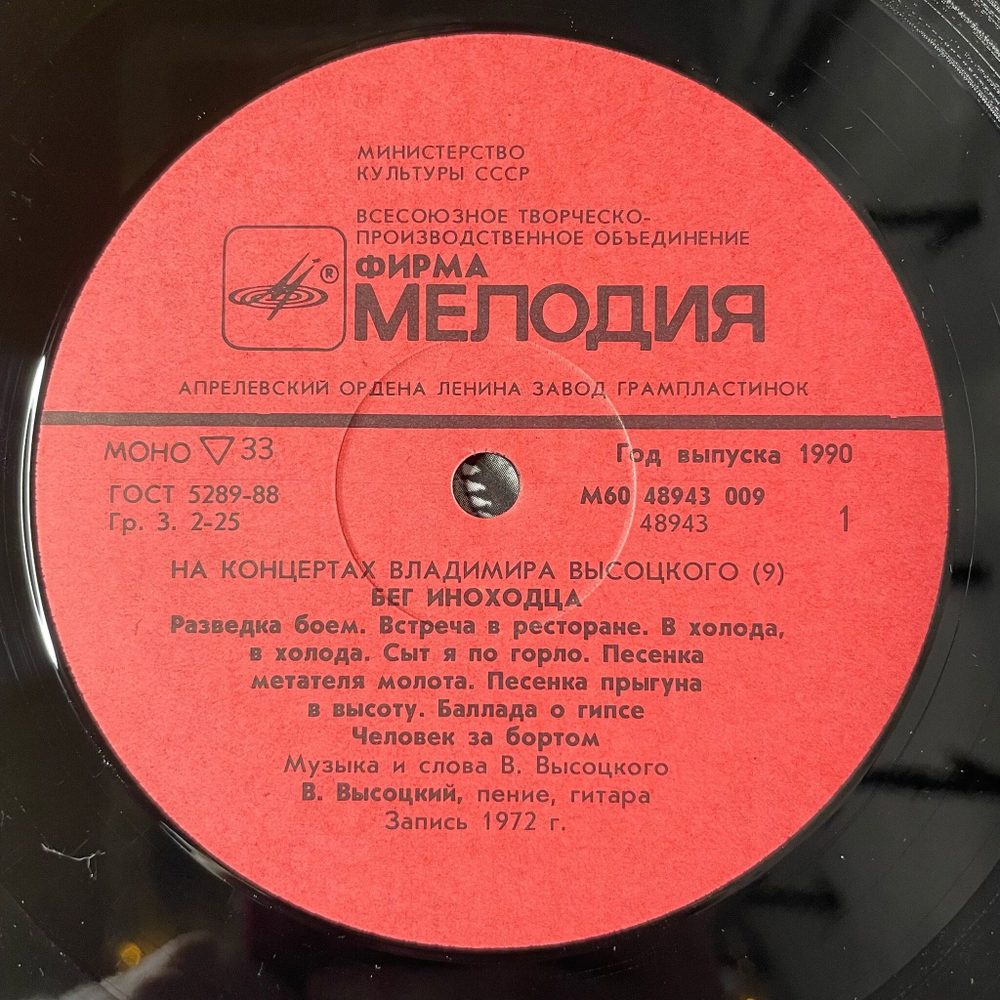 МИНИСТЕРСТВО
КУЛЬТУРЫ СССР
ВСЕСОЮЗНОЕ ТВОРЧЕСКО-
ПРОИЗВОДСТВЕННОЕ ОБЪЕДИНЕНИЕ
®
ФИРМА
МЕЛОДИЯ
АПРЕЛЕВСКИЙ ОРДЕНА ЛЕНИНА ЗАВОД ГРАМПЛАСТИНОК
МОНО ▽ 33
Год выпуска 1990
ГОСТ 5289-88
М60 48943 009
Гр. 3. 2-25
48943
1
НА КОНЦЕРТАХ ВЛАДИМИРА ВЫСОЦКОГО (9)
БЕГ ИНОХОДЦА
Разведка боем. Встреча в ресторане. В холода,
в холода. Сыт я по горло. Песенка
метателя молота. Песенка прыгуна
в высоту. Баллада о гипсе
Человек за бортом
Музыка и слова В. Высоцкого
В. Высоцкий, пение, гитара
Запись 1972 г.